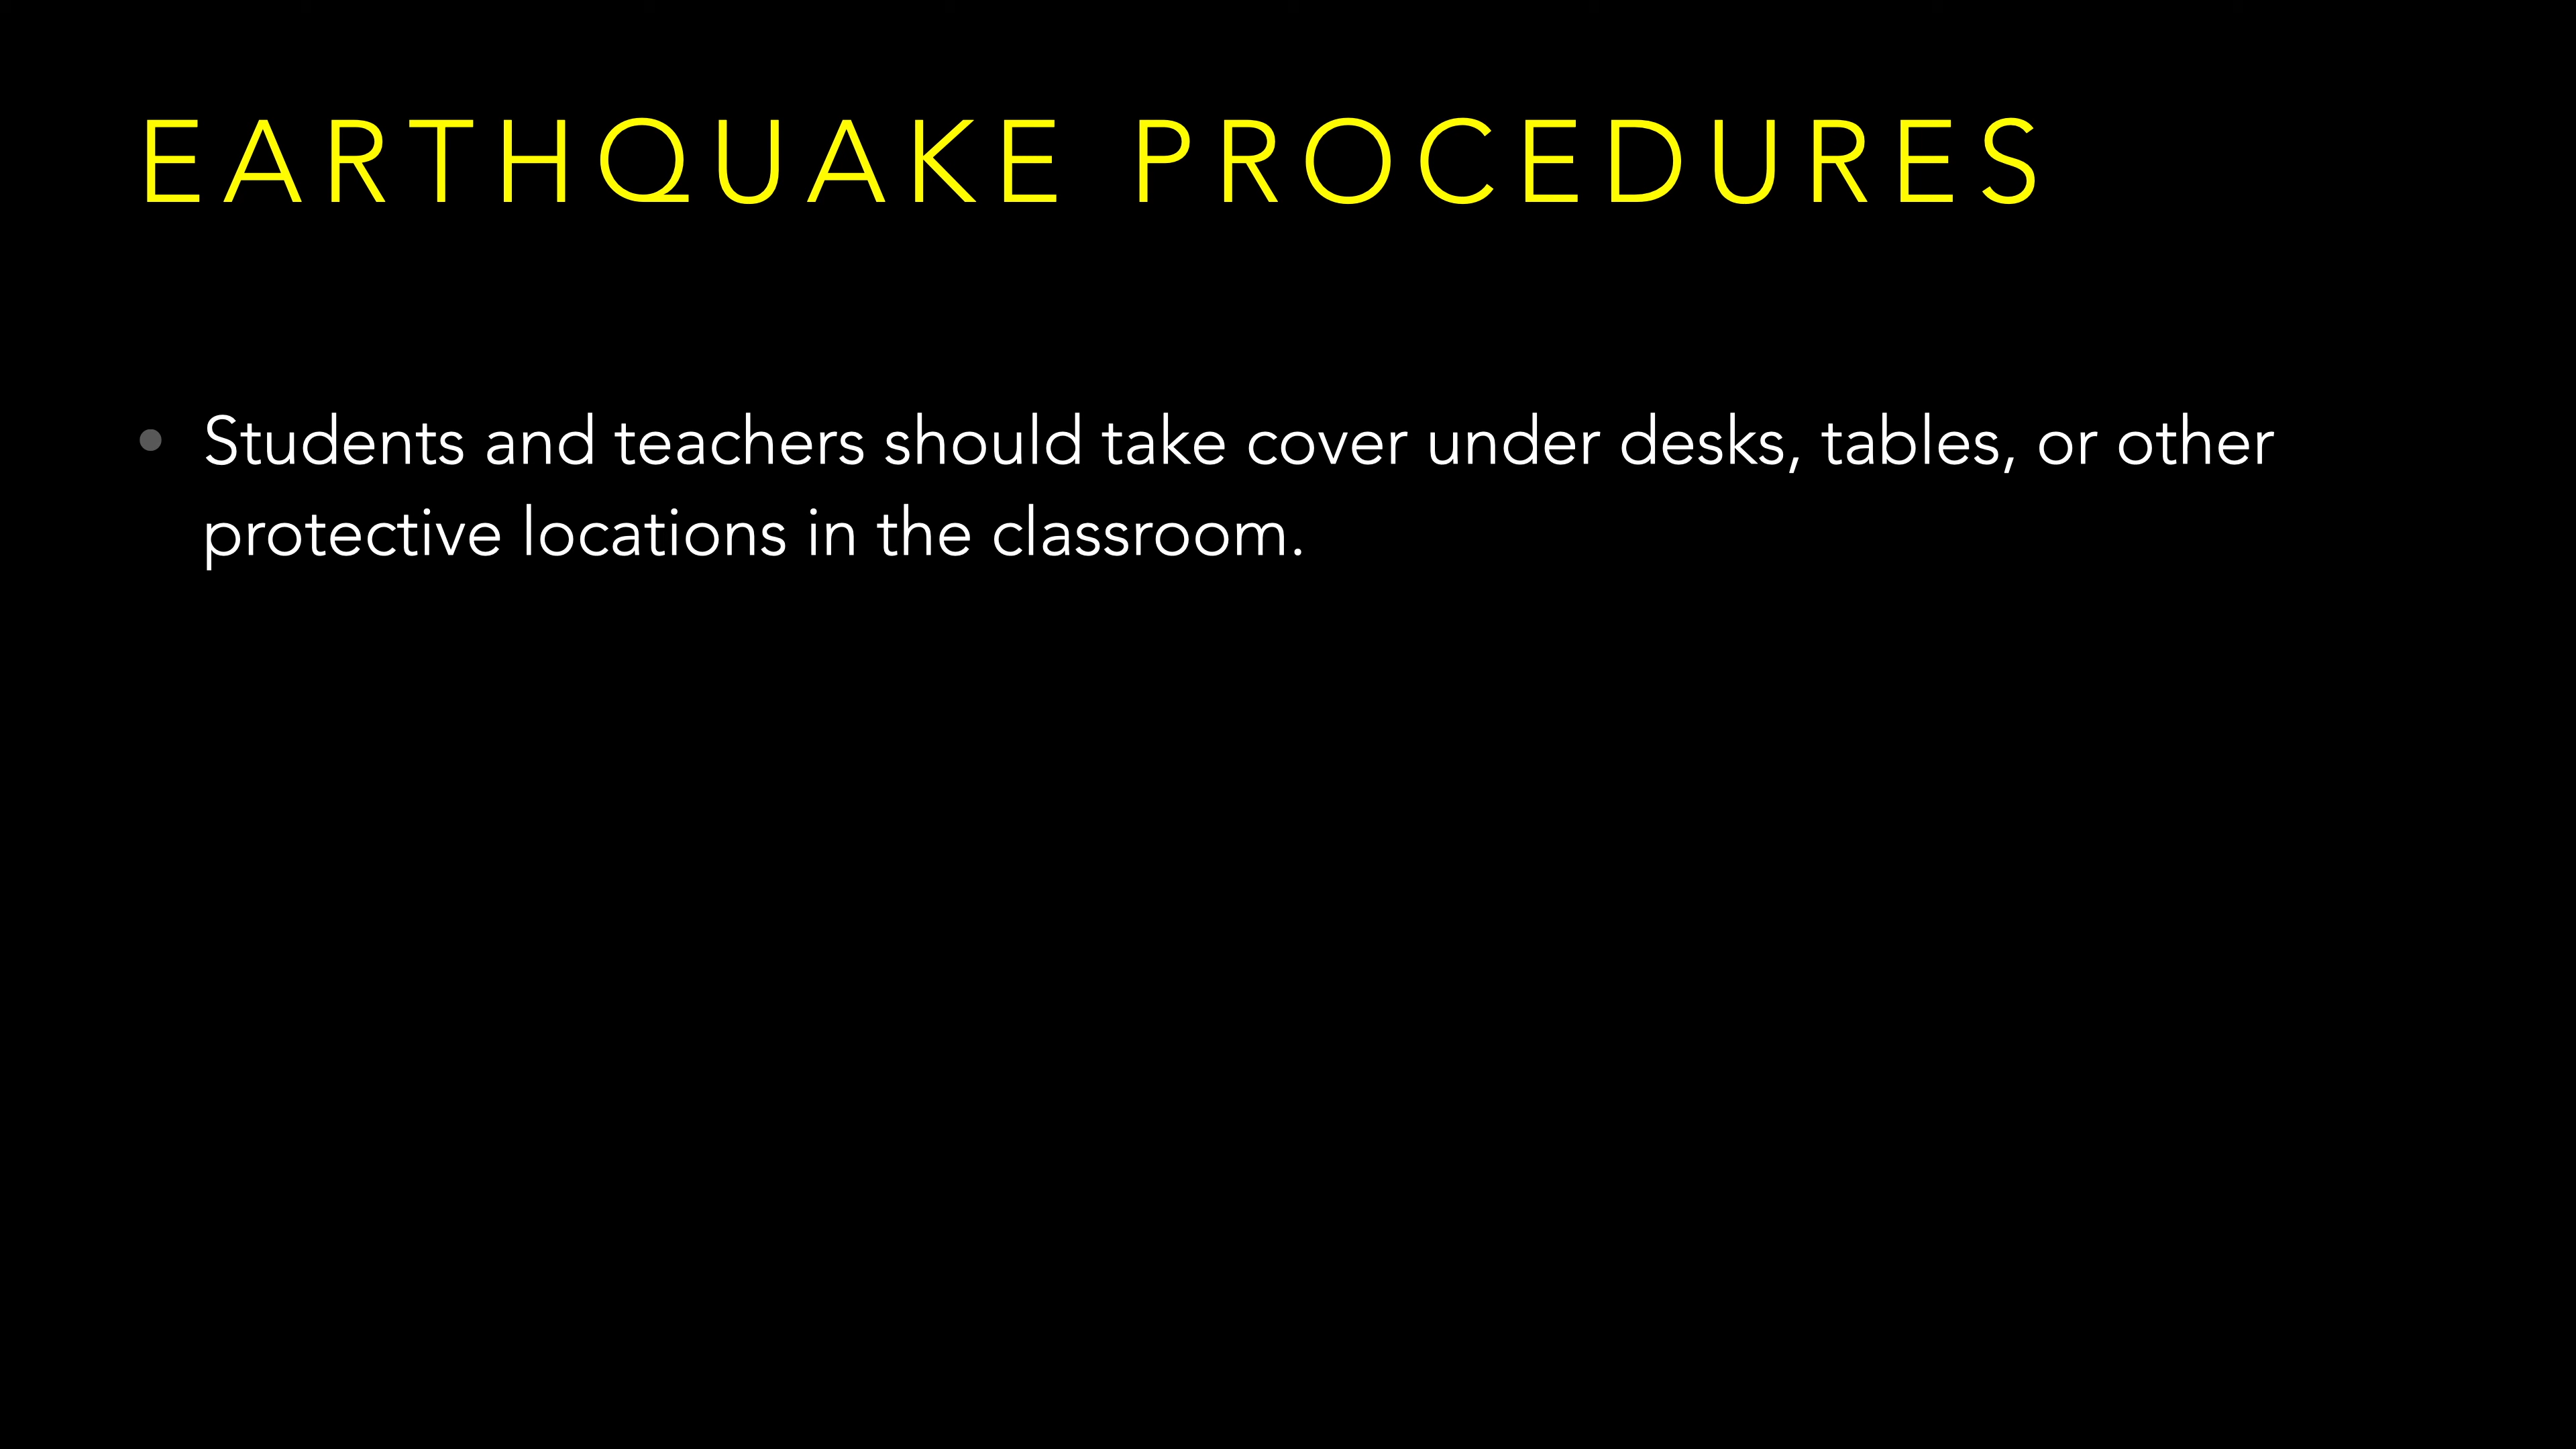 EARTHQUAKE PROCEDURES
• Students and teachers should take cover under desks, tables, or other
protective locations in the classroom.